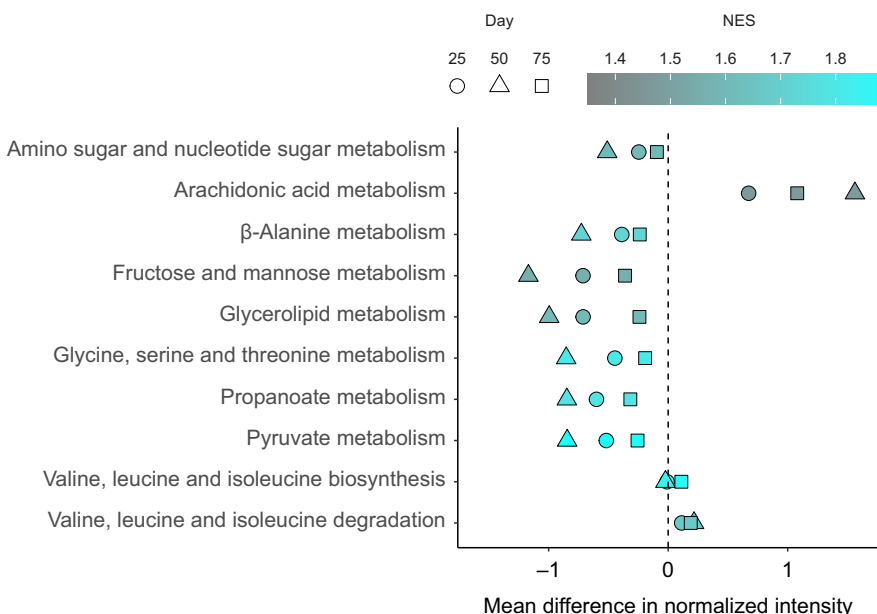 Day
NES
25 50 75
1.4 1.5 1.6 1.7 1.8
Amino sugar and nucleotide sugar metabolism
Arachidonic acid metabolism
β-Alanine metabolism
Fructose and mannose metabolism
Glycerolipid metabolism
Glycine, serine and threonine metabolism
Propanoate metabolism
Pyruvate metabolism
Valine, leucine and isoleucine biosynthesis
Valine, leucine and isoleucine degradation
−1 0 1
Mean difference in normalized intensity